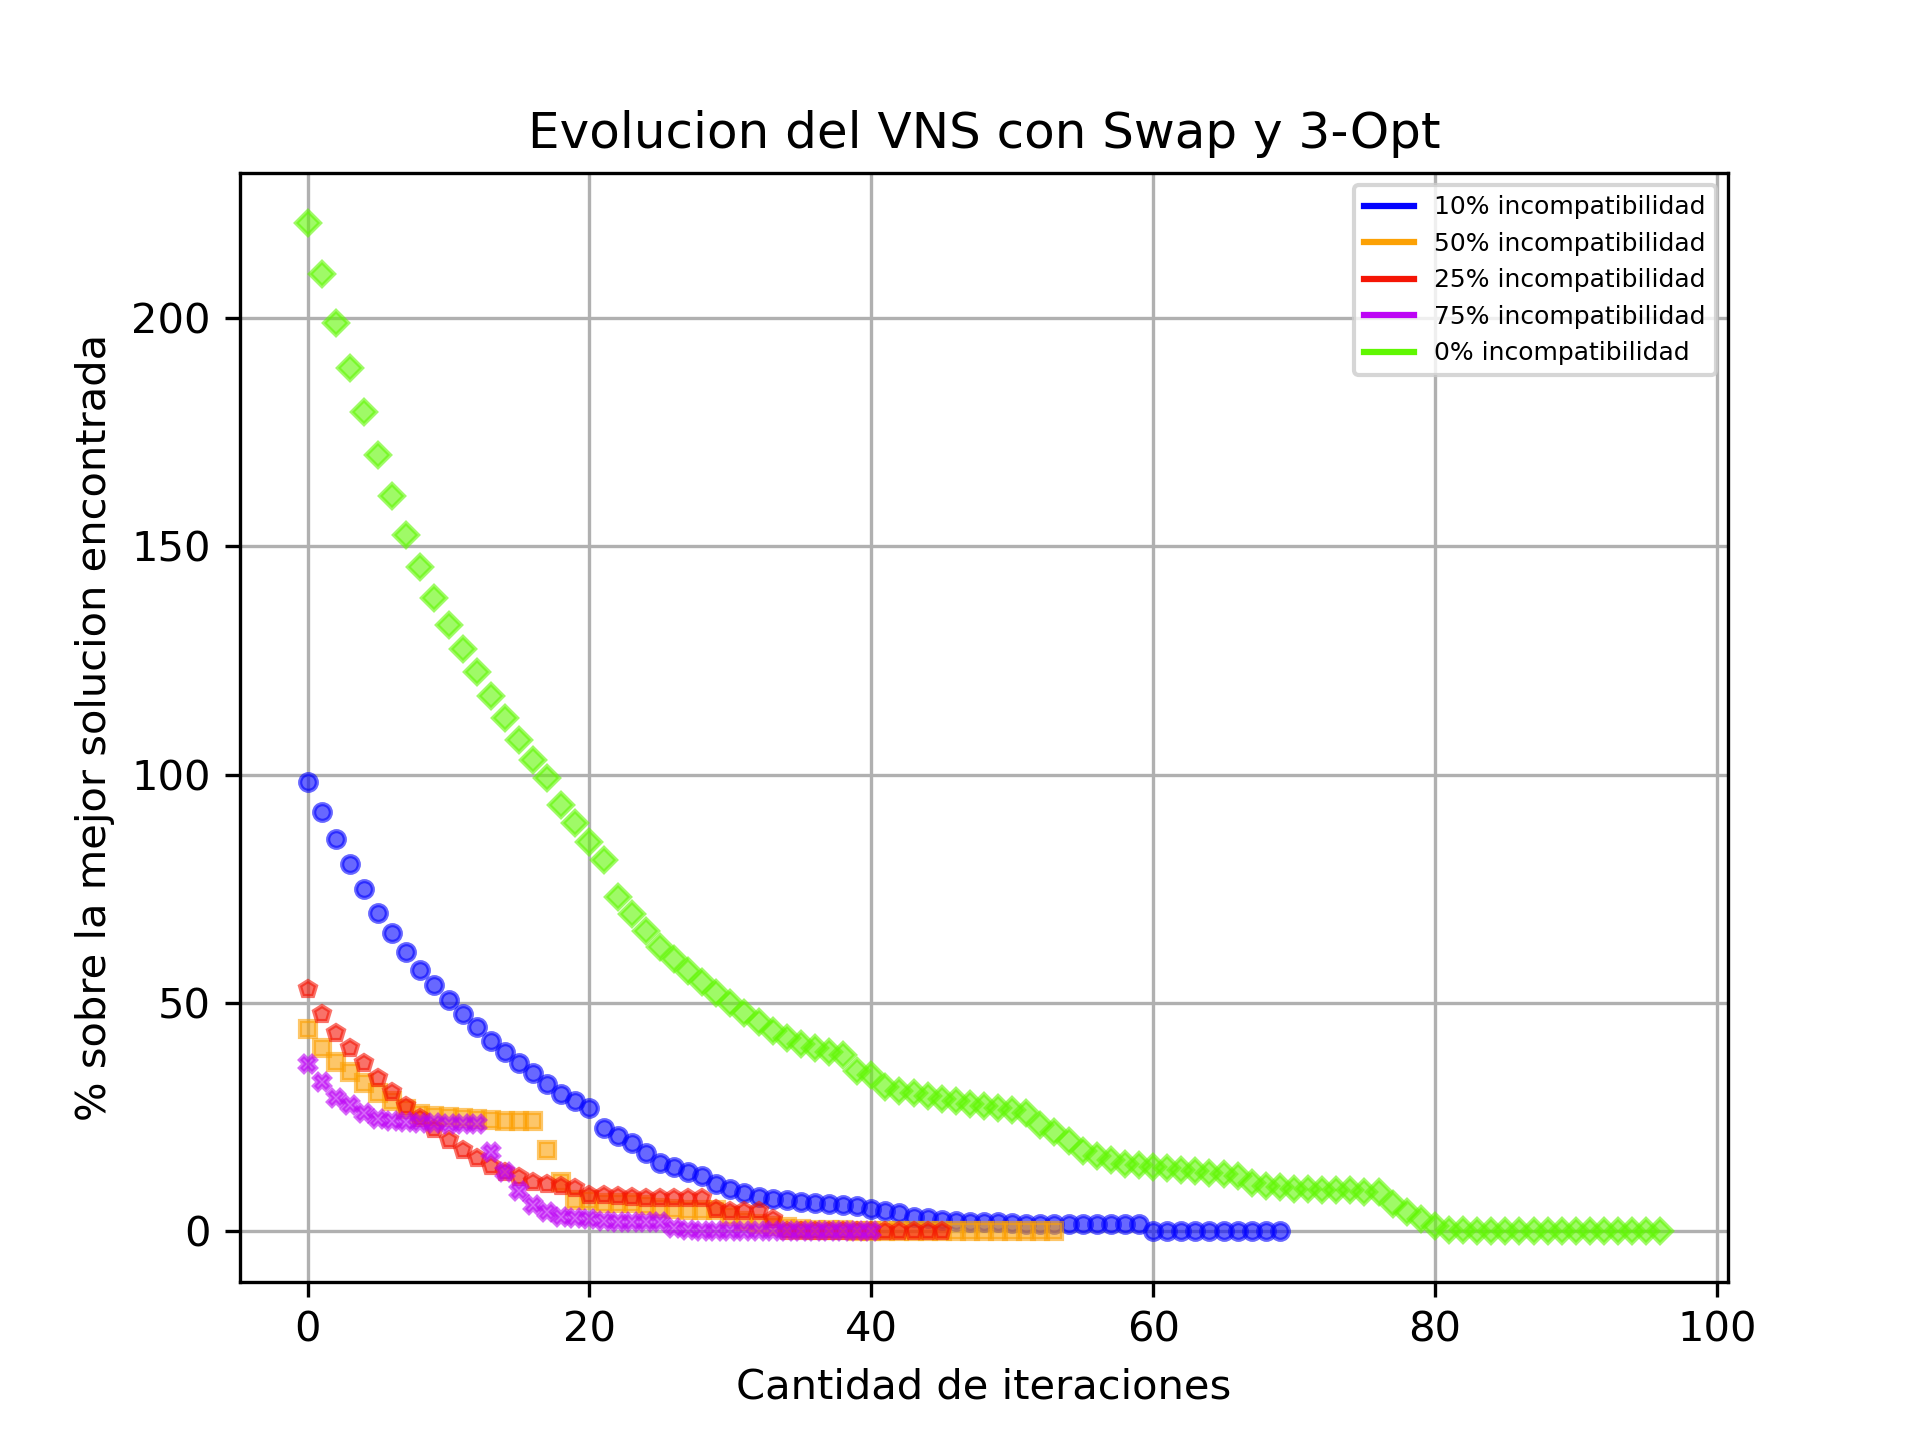 Evolucion del VNS con Swap y 3-Opt
10% incompatibilidad
50% incompatibilidad
25% incompatibilidad
75% incompatibilidad
0% incompatibilidad
% sobre la mejor solucion encontrada
200
150
100
50
0
0 20 40 60 80 100
Cantidad de iteraciones